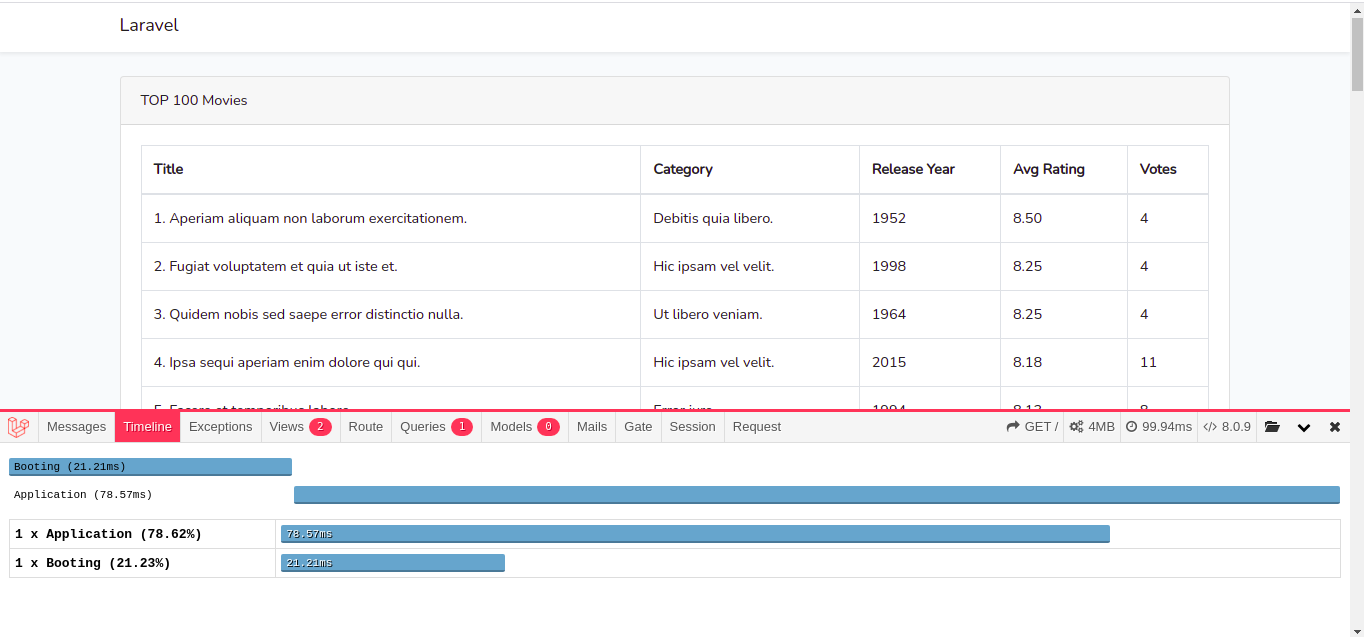 Laravel
TOP 100 Movies
Title Category Release Year Avg Rating Votes
1. Aperiam aliquam non laborum exercitationem. Debitis quia libero. 1952 8.50 4
2. Fugiat voluptatem et quia ut iste et. Hic ipsam vel velit. 1998 8.25 4
3. Quidem nobis sed saepe error distinctio nulla. Ut libero veniam. 1964 8.25 4
4. Ipsa sequi aperiam enim dolore qui qui. Hic ipsam vel velit. 2015 8.18 11
Messages Timeline Exceptions Views 2 Route Queries 1 Models 0 Mails Gate Session Request GET / 4MB 99.94ms </> 8.0.9
Booting (21.21ms)
Application (78.57ms)
1 x Application (78.62%) 78.57ms
1 x Booting (21.23%) 21.21ms